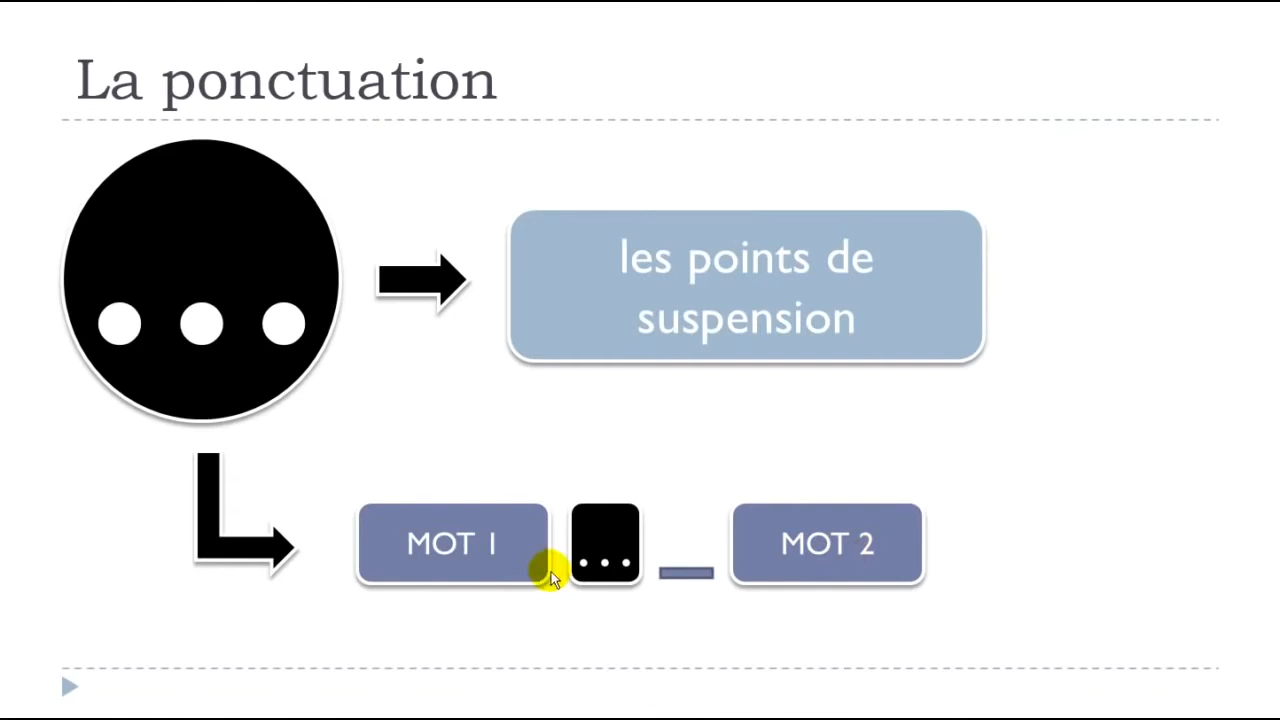 La ponctuation
...
les points de
suspension
MOT 1
...
_
MOT 2